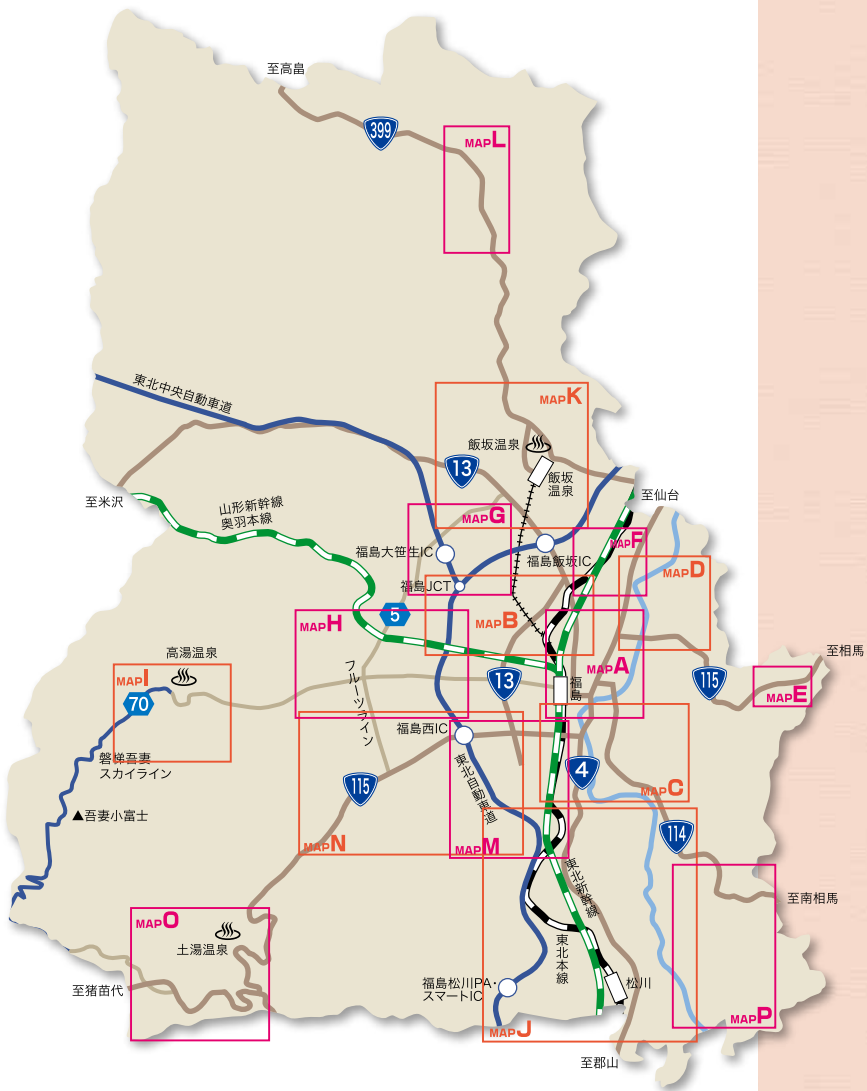 至高畠
399
MAPL
東北中央自動車道
MAPK
飯坂温泉
13
飯坂
温泉
至米沢
至仙台
山形新幹線
奥羽本線
MAPG
福島大笹生IC
福島飯坂IC
MAPF
MAPD
福島JCT
5
MAPH
MAPB
高湯温泉
MAPI
70
フルーツライン
13
MAPA
福島
115
至相馬
MAPE
福島西IC
磐梯吾妻
スカイライン
東北自動車道
4
MAPC
115
▲吾妻小富士
MAPN
MAPM
114
東北新幹線
至南相馬
MAPO
土湯温泉
東北本線
至猪苗代
福島松川PA・
スマートIC
松川
MAPP
MAPJ
至郡山